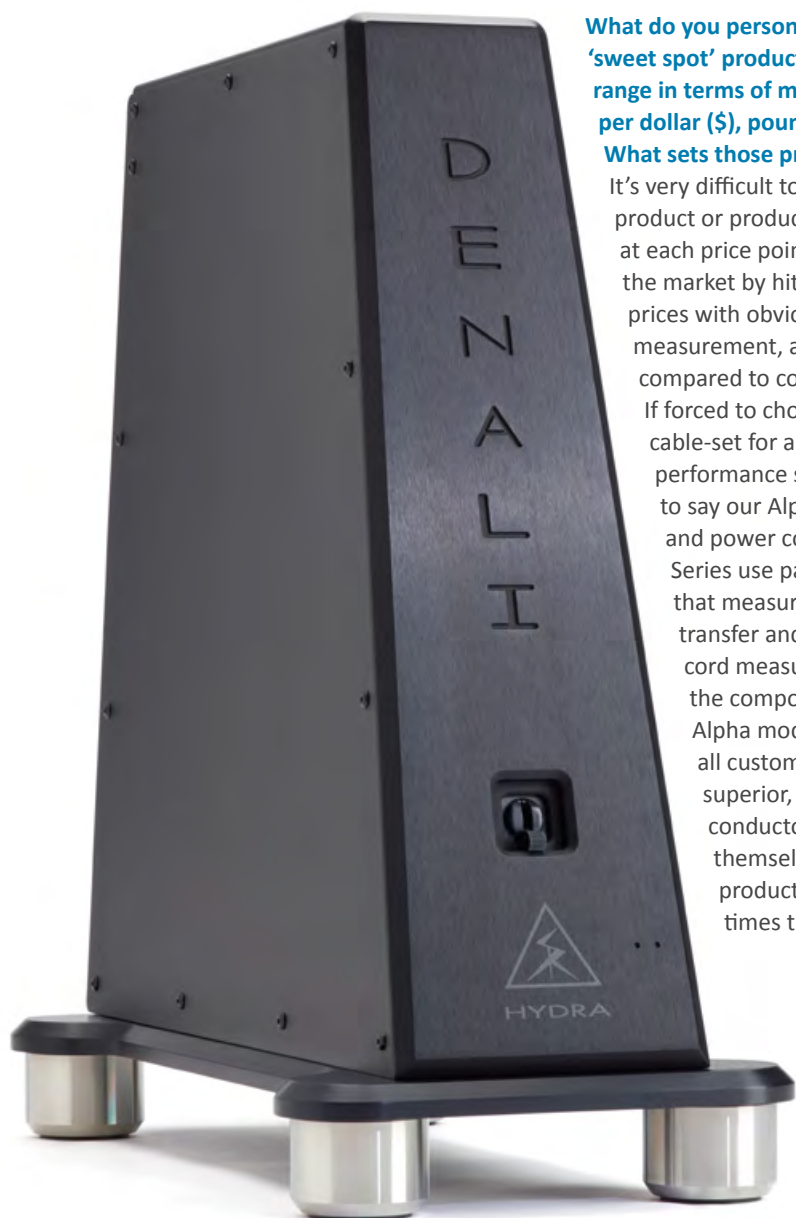 What do you person
‘sweet spot’ product
range in terms of m
per dollar ($), poun
What sets those pr
It’s very difficult to
product or produc
at each price poin
the market by hit
prices with obvio
measurement, a
compared to co
If forced to cho
cable-set for a
performance s
to say our Alp
and power co
Series use pa
that measur
transfer and
cord measu
the compo
Alpha mod
all custom
superior,
conducto
themsel
product
times t
DENALI
HYDRA